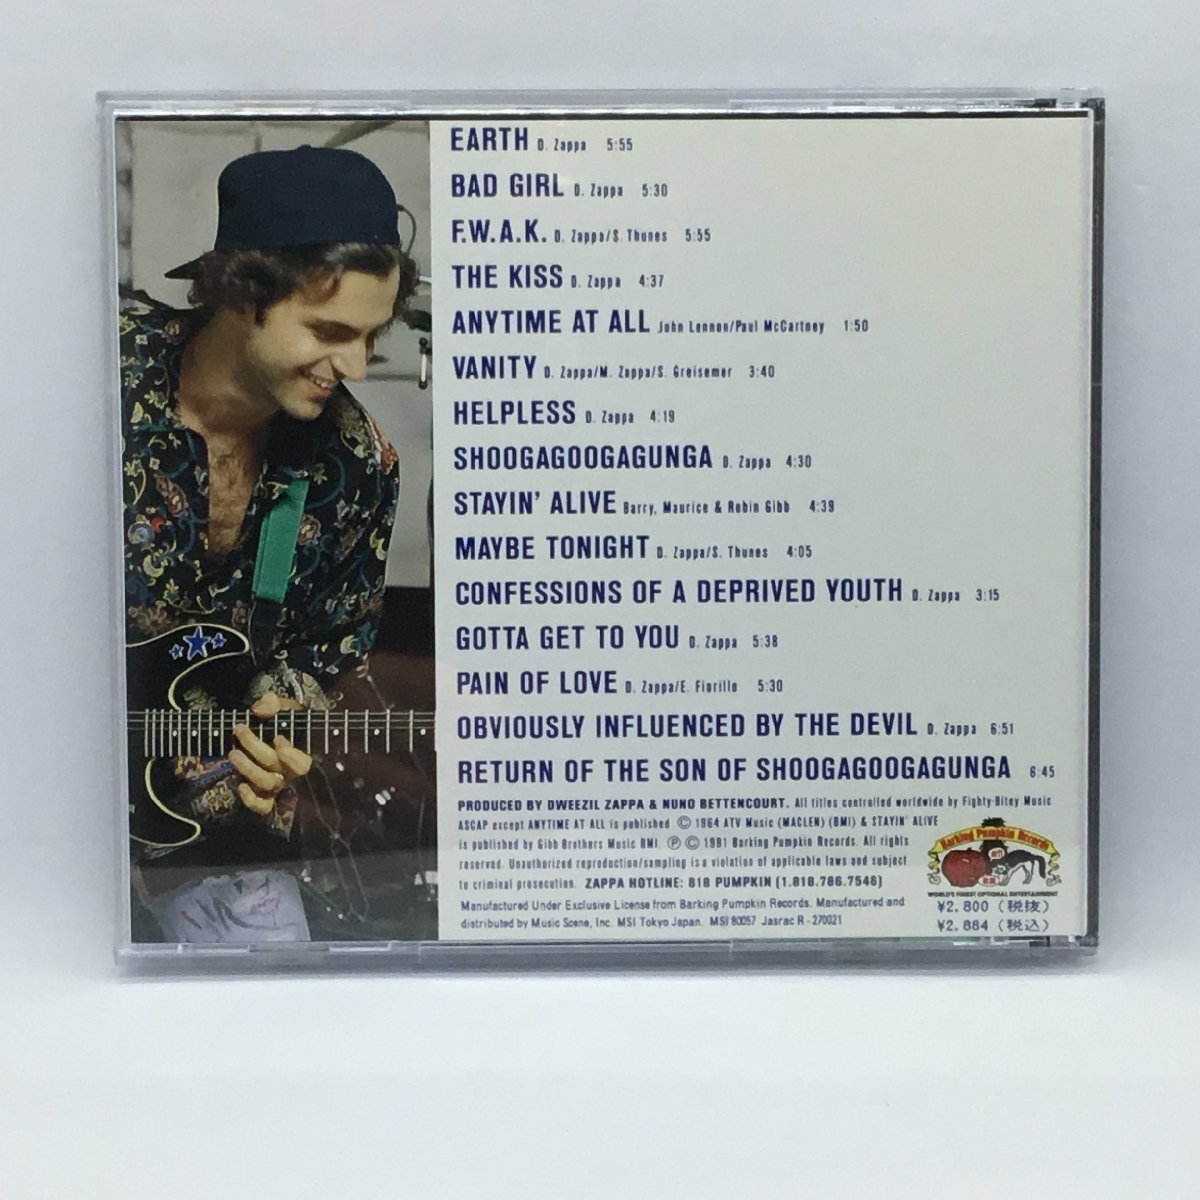 EARTH D. Zappa 5:55
BAD GIRL D. Zappa 5:30
F.W.A.K. D. Zappa/S. Thunes 5:55
THE KISS D. Zappa 4:37
ANYTIME AT ALL John Lennon/Paul McCartney 1:50
VANITY D. Zappa/M. Zappa/S. Greisemer 3:40
HELPLESS D. Zappa 4:19
SHOOGAGOOGAGUNGA D. Zappa 4:30
STAYIN' ALIVE Barry, Maurice & Robin Gibb 4:39
MAYBE TONIGHT D. Zappa/S. Thunes 4:05
CONFESSIONS OF A DEPRIVED YOUTH D. Zappa 3:15
GOTTA GET TO YOU D. Zappa 5:38
PAIN OF LOVE D. Zappa/E. Fiorillo 5:30
OBVIOUSLY INFLUENCED BY THE DEVIL D. Zappa 6:51
RETURN OF THE SON OF SHOOGAGOOGAGUNGA 6:45
PRODUCED BY DWEEZIL ZAPPA & NUNO BETTENCOURT. All titles controlled worldwide by Fighty-Bitey Music
ASCAP except ANYTIME AT ALL is published © 1964 ATV Music (MACLEN) (BMI) & STAYIN' ALIVE
is published by Gibb Brothers Music BMI. ℗ © 1991 Barking Pumpkin Records. All rights
reserved. Unauthorized reproduction/sampling is a violation of applicable laws and subject
to criminal prosecution. ZAPPA HOTLINE: 818 PUMPKIN (1.818.786.7546)
Manufactured Under Exclusive License from Barking Pumpkin Records. Manufactured and
distributed by Music Scene, Inc. MSI Tokyo Japan. MSI 80057 Jasrac R-270021
Barking Pumpkin Records
WORLD'S FINEST OPTIONAL ENTERTAINMENT
¥2,800 (税抜)
¥2,884 (税込)